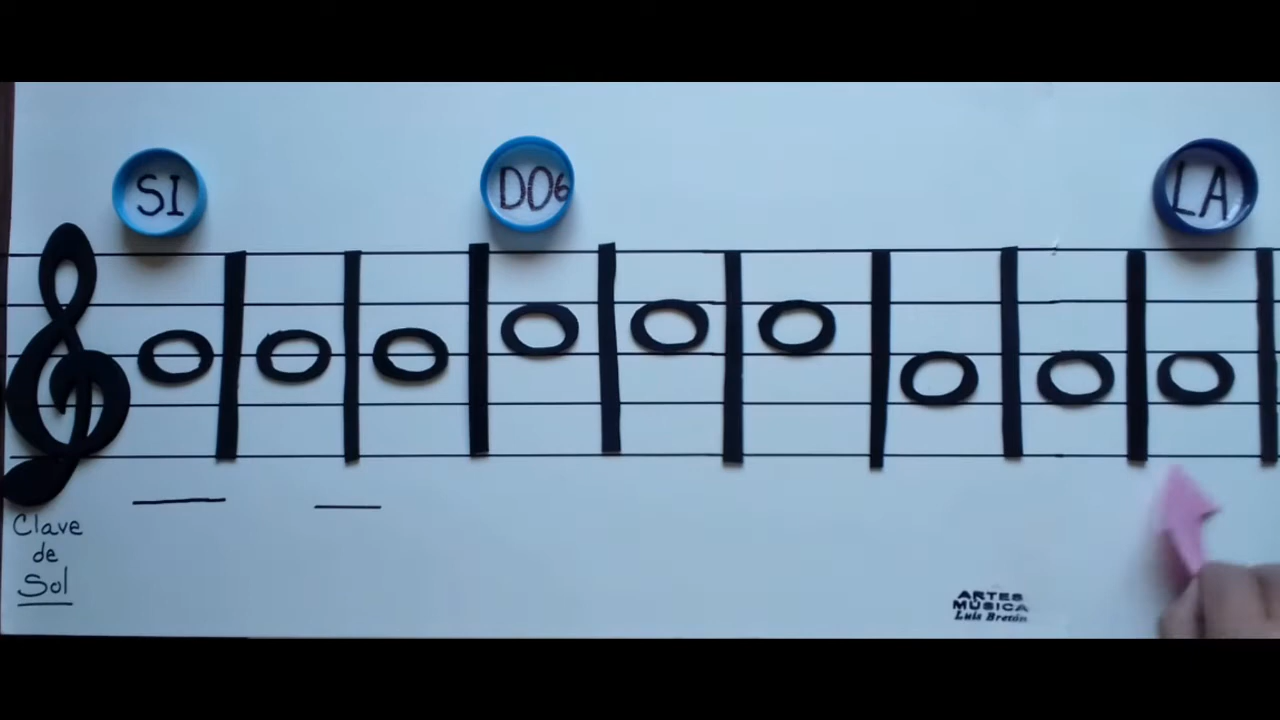 SI
DO6
LA
Clave
de
Sol
ARTES
MÚSICA
Luis Bretón